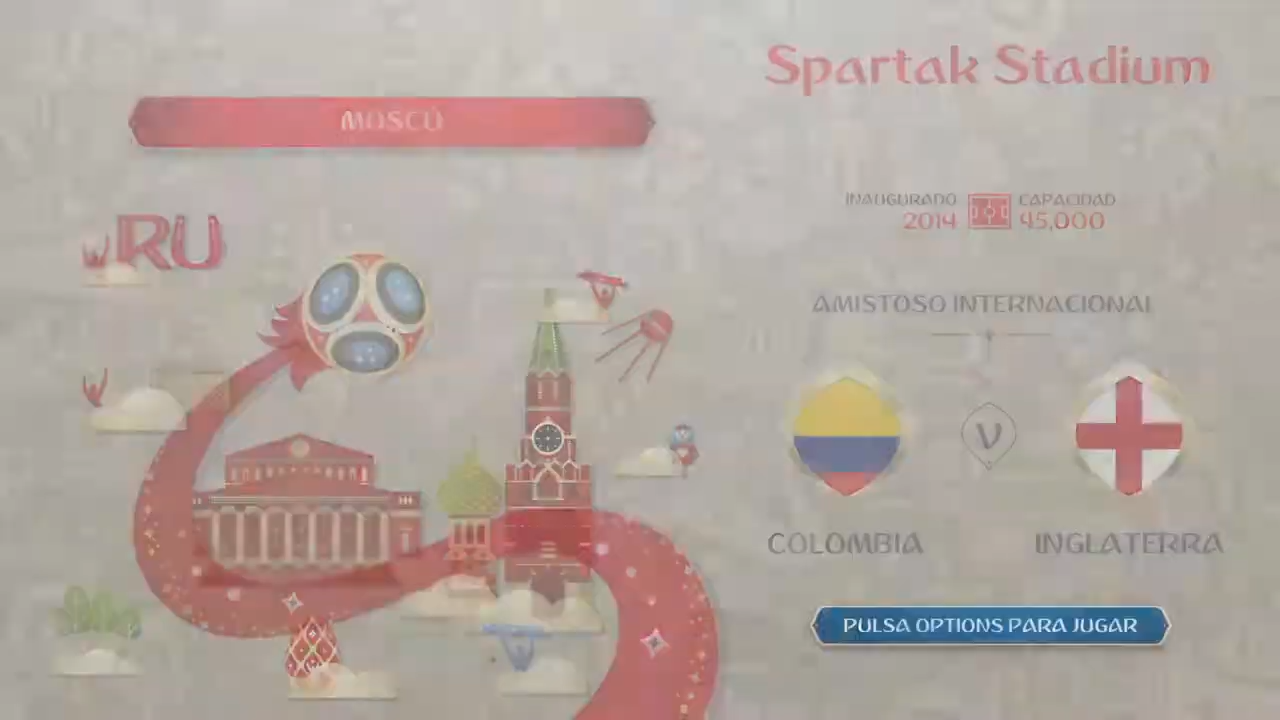 Spartak Stadium
MOSCÚ
RU
INAUGURADO
2014
CAPACIDAD
45,000
AMISTOSO INTERNACIONAL
V
COLOMBIA
INGLATERRA
PULSA OPTIONS PARA JUGAR